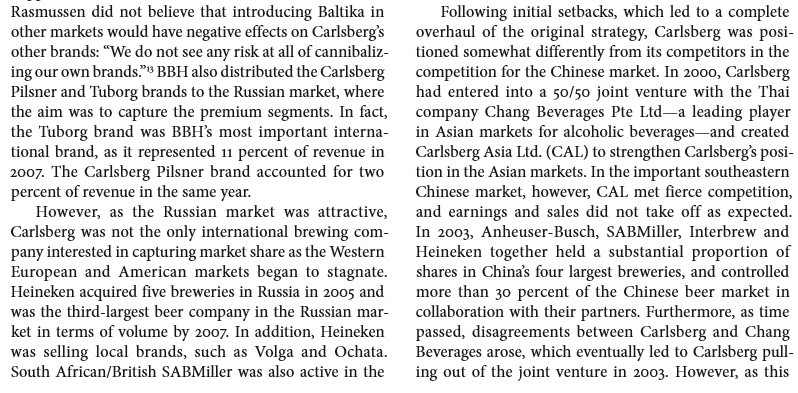 Rasmussen did not believe that introducing Baltika in
other markets would have negative effects on Carlsberg's
other brands: “We do not see any risk at all of cannibaliz-
ing our own brands.”¹³ BBH also distributed the Carlsberg
Pilsner and Tuborg brands to the Russian market, where
the aim was to capture the premium segments. In fact,
the Tuborg brand was BBH's most important interna-
tional brand, as it represented 11 percent of revenue in
2007. The Carlsberg Pilsner brand accounted for two
percent of revenue in the same year.
However, as the Russian market was attractive,
Carlsberg was not the only international brewing com-
pany interested in capturing market share as the Western
European and American markets began to stagnate.
Heineken acquired five breweries in Russia in 2005 and
was the third-largest beer company in the Russian mar-
ket in terms of volume by 2007. In addition, Heineken
was selling local brands, such as Volga and Ochata.
South African/British SABMiller was also active in the
Following initial setbacks, which led to a complete
overhaul of the original strategy, Carlsberg was posi-
tioned somewhat differently from its competitors in the
competition for the Chinese market. In 2000, Carlsberg
had entered into a 50/50 joint venture with the Thai
company Chang Beverages Pte Ltd—a leading player
in Asian markets for alcoholic beverages—and created
Carlsberg Asia Ltd. (CAL) to strengthen Carlsberg's posi-
tion in the Asian markets. In the important southeastern
Chinese market, however, CAL met fierce competition,
and earnings and sales did not take off as expected.
In 2003, Anheuser-Busch, SABMiller, Interbrew and
Heineken together held a substantial proportion of
shares in China's four largest breweries, and controlled
more than 30 percent of the Chinese beer market in
collaboration with their partners. Furthermore, as time
passed, disagreements between Carlsberg and Chang
Beverages arose, which eventually led to Carlsberg pull-
ing out of the joint venture in 2003. However, as this